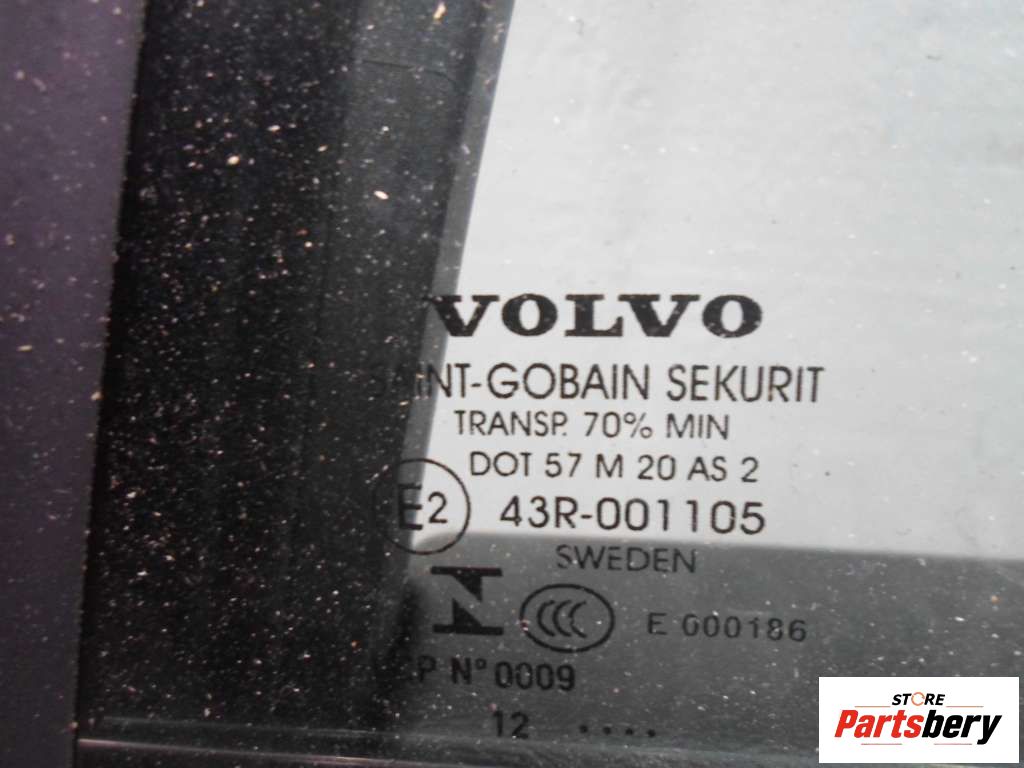 VOLVO
SAINT-GOBAIN SEKURIT
TRANSP. 70% MIN
DOT 57 M 20 AS 2
E2 43R-001105
SWEDEN
CCC E 000186
N° 0009
12 ....
STORE
Partsbery